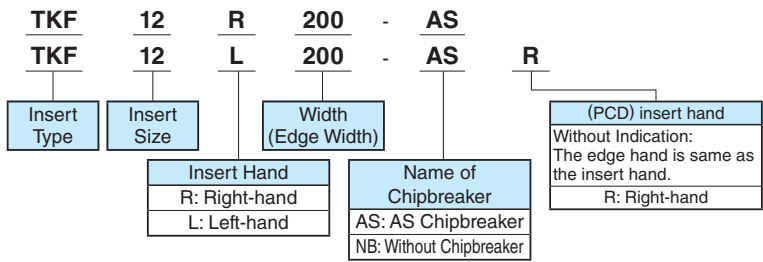 TKF 12 R 200 - AS
TKF 12 L 200 - AS R
Insert Type
Insert Size
Width (Edge Width)
(PCD) insert hand
Without Indication:
The edge hand is same as
the insert hand.
R: Right-hand
Insert Hand
R: Right-hand
L: Left-hand
Name of
Chipbreaker
AS: AS Chipbreaker
NB: Without Chipbreaker